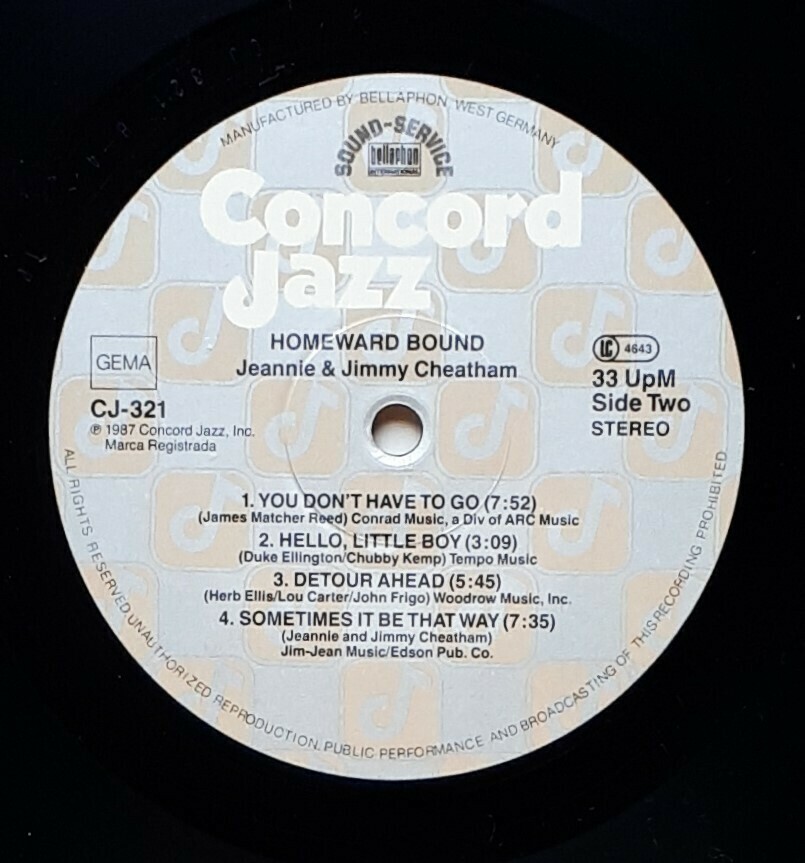 MANUFACTURED BY BELLAPHON, WEST GERMANY
SOUND-SERVICE
bellaphon
INTERNATIONAL
Concord
Jazz
HOMEWARD BOUND
Jeannie & Jimmy Cheatham
GEMA
CJ-321
℗ 1987 Concord Jazz, Inc.
Marca Registrada
LC 4643
33 UpM
Side Two
STEREO
1. YOU DON'T HAVE TO GO (7:52)
(James Matcher Reed) Conrad Music, a Div of ARC Music
2. HELLO, LITTLE BOY (3:09)
(Duke Ellington/Chubby Kemp) Tempo Music
3. DETOUR AHEAD (5:45)
(Herb Ellis/Lou Carter/John Frigo) Woodrow Music, Inc.
4. SOMETIMES IT BE THAT WAY (7:35)
(Jeannie and Jimmy Cheatham)
Jim-Jean Music/Edson Pub. Co.
ALL RIGHTS RESERVED. UNAUTHORIZED REPRODUCTION, PUBLIC PERFORMANCE AND BROADCASTING OF THIS RECORDING PROHIBITED